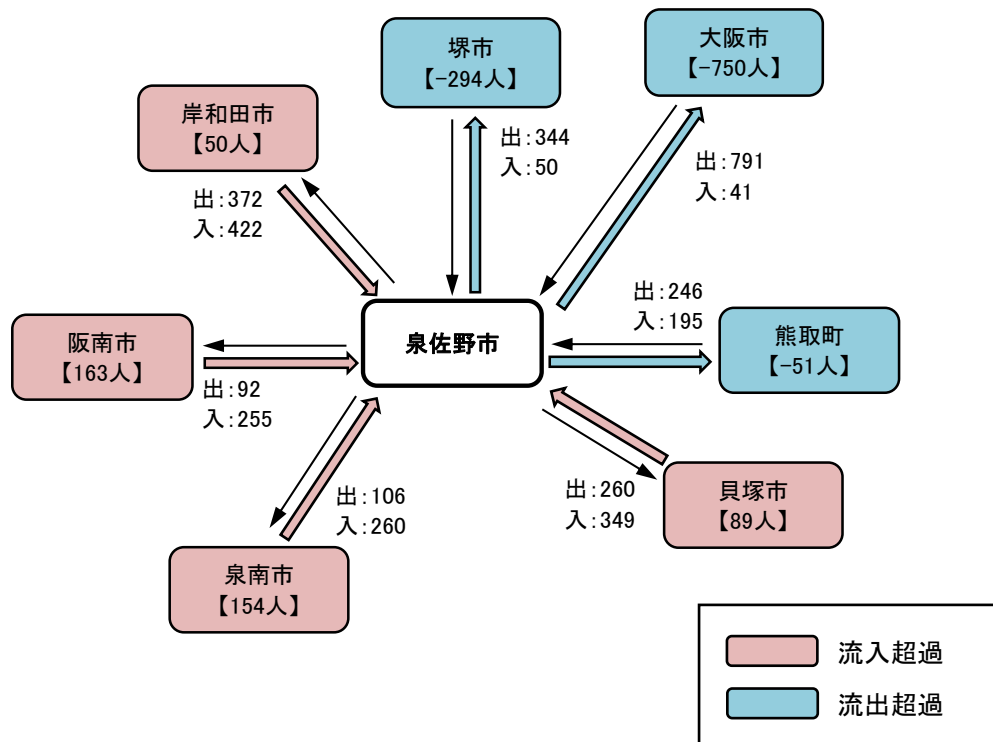 大阪市
【-750人】
堺市
【-294人】
岸和田市
【50人】
出:344
入:50
出:791
入:41
出:372
入:422
出:246
入:195
泉佐野市
阪南市
【163人】
熊取町
【-51人】
出:92
入:255
出:106
入:260
出:260
入:349
貝塚市
【89人】
泉南市
【154人】
流入超過
流出超過